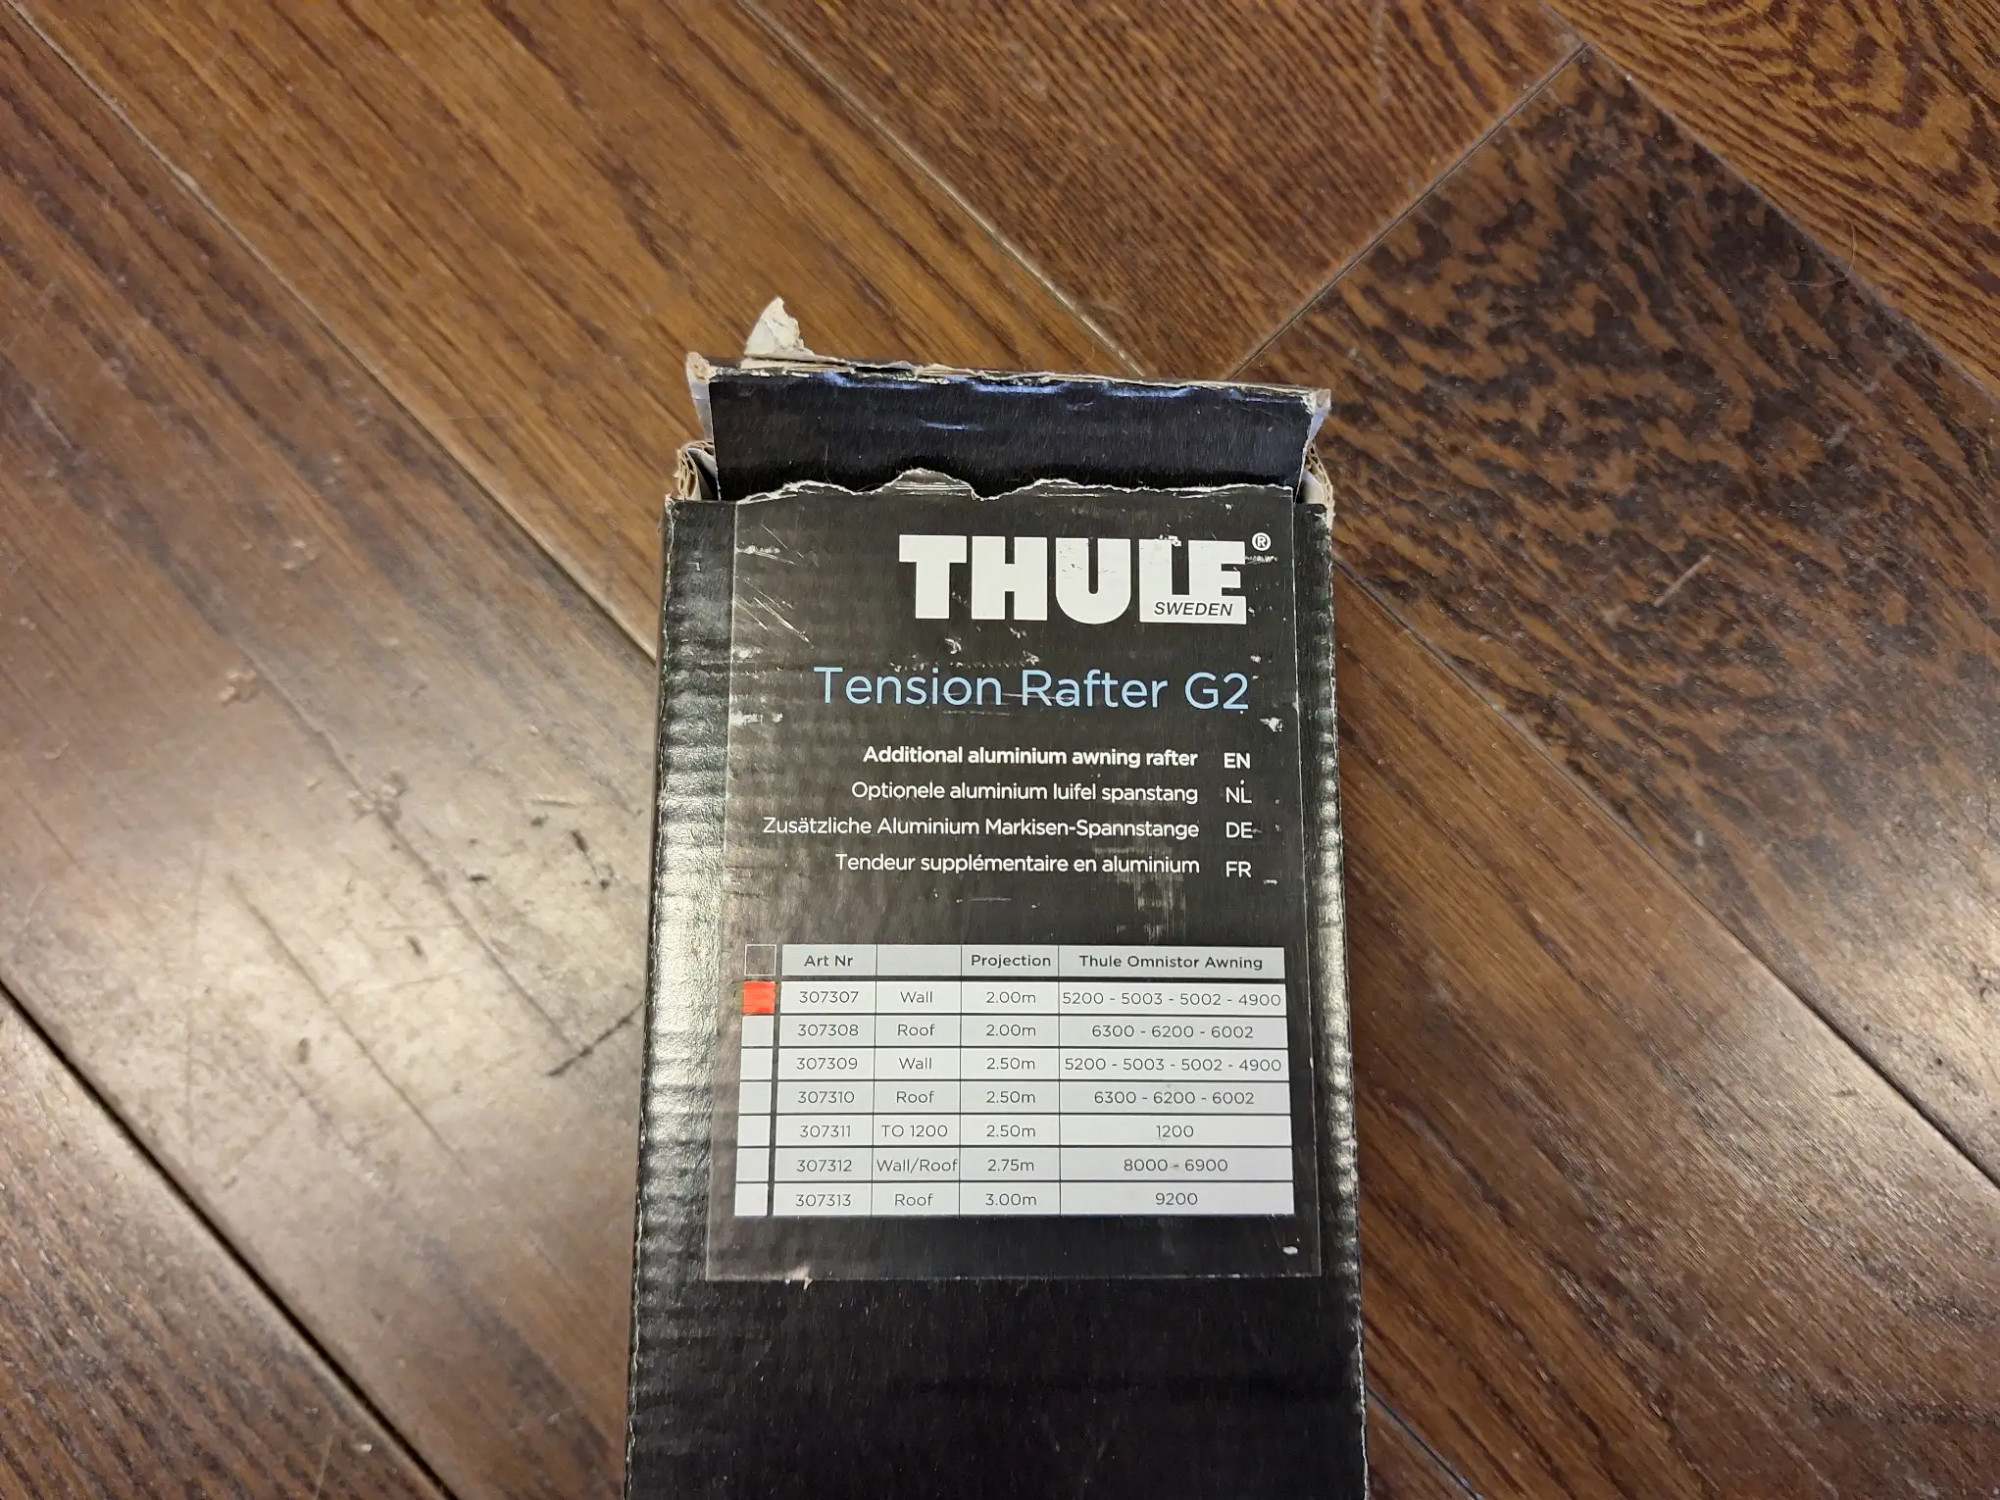 THULE®
SWEDEN
Tension Rafter G2
Additional aluminium awning rafter EN
Optionele aluminium luifel spanstang NL
Zusätzliche Aluminium Markisen-Spannstange DE
Tendeur supplémentaire en aluminium FR
Art Nr Projection Thule Omnistor Awning
307307 Wall 2.00m 5200 - 5003 - 5002 - 4900
307308 Roof 2.00m 6300 - 6200 - 6002
307309 Wall 2.50m 5200 - 5003 - 5002 - 4900
307310 Roof 2.50m 6300 - 6200 - 6002
307311 TO 1200 2.50m 1200
307312 Wall/Roof 2.75m 8000 - 6900
307313 Roof 3.00m 9200